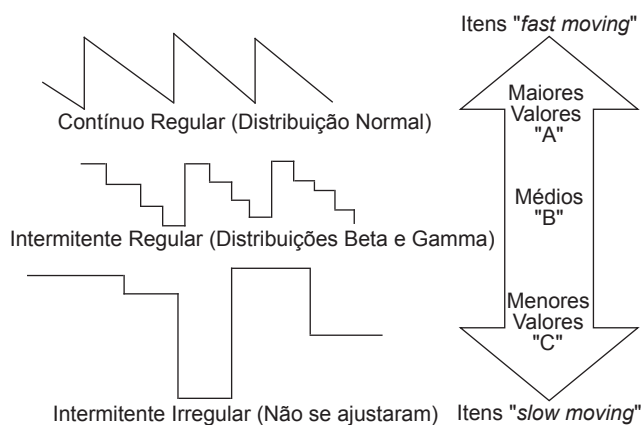 Itens "fast moving"
Maiores
Valores
"A"
Contínuo Regular (Distribuição Normal)
Médios
"B"
Intermitente Regular (Distribuições Beta e Gamma)
Menores
Valores
"C"
Intermitente Irregular (Não se ajustaram)
Itens "slow moving"